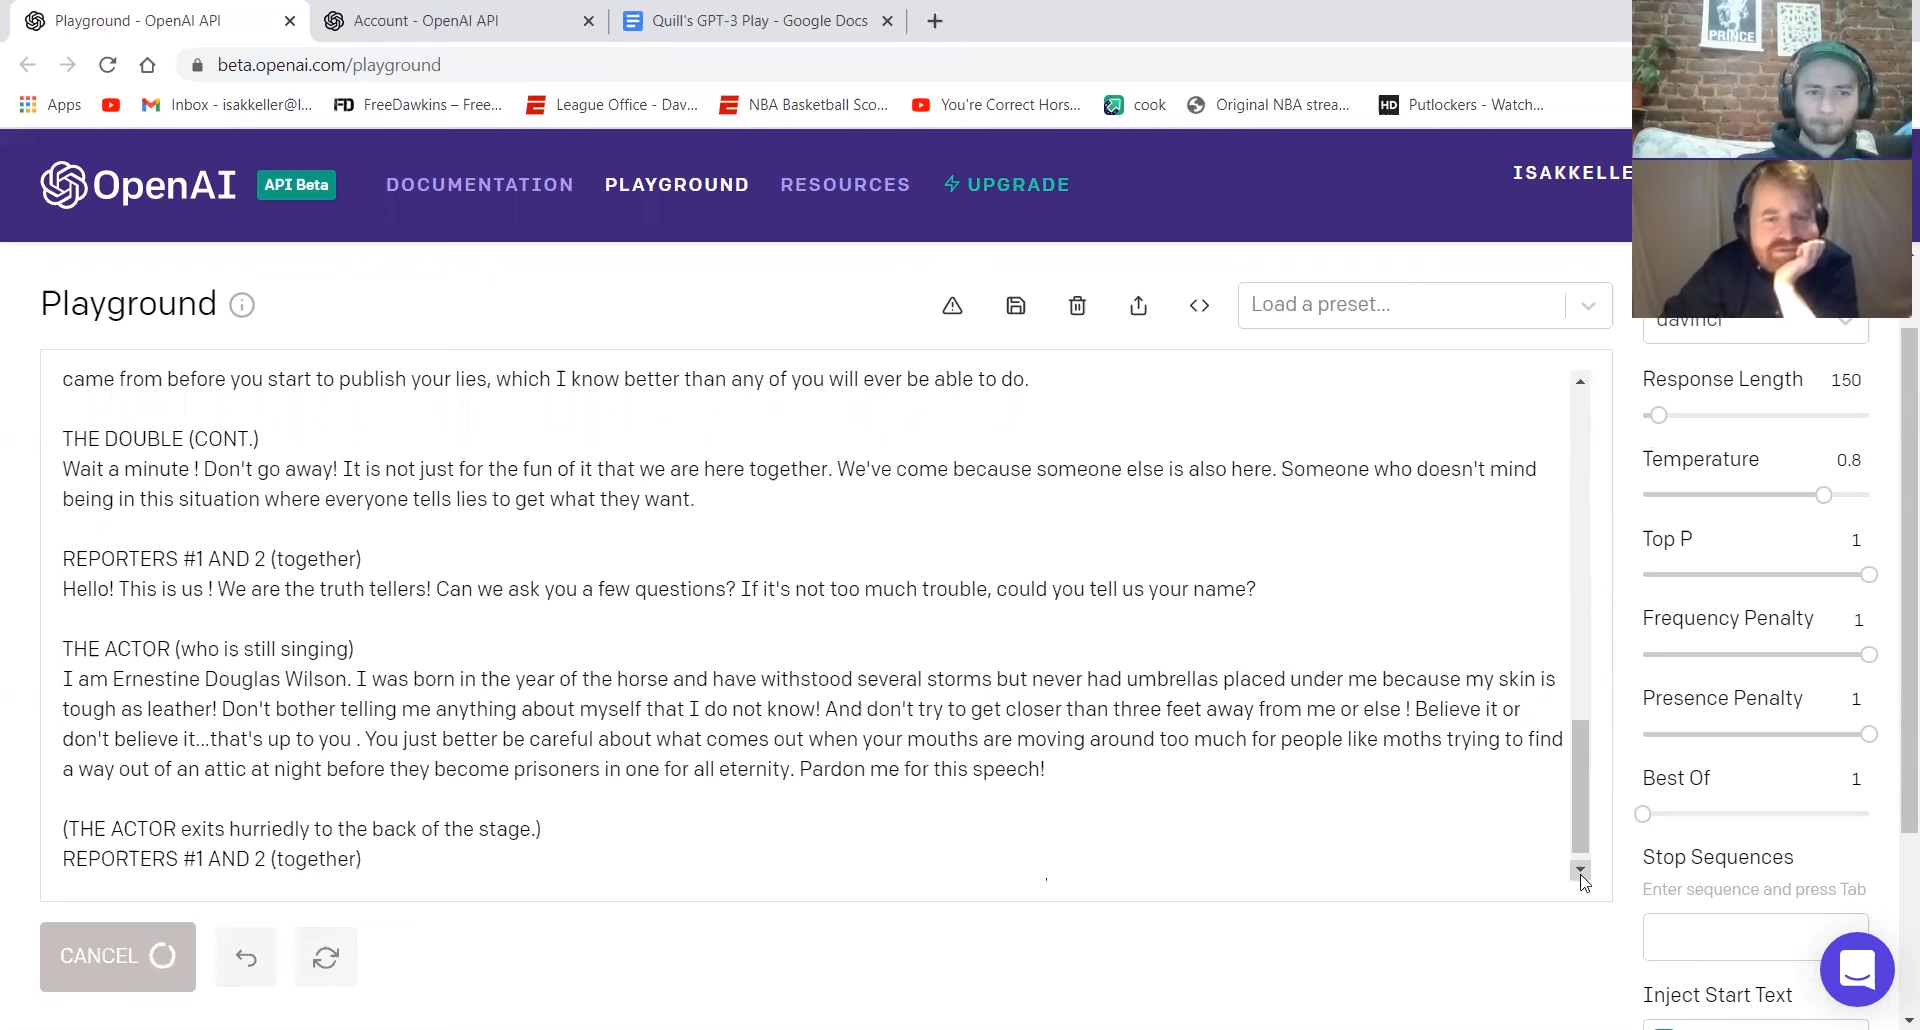 Playground - OpenAI API
Account - OpenAI API
Quill's GPT-3 Play - Google Docs
beta.openai.com/playground
Apps
Inbox - isakkeller@l...
FD FreeDawkins – Free...
League Office - Dav...
NBA Basketball Sco...
You're Correct Hors...
cook
Original NBA strea...
HD Putlockers - Watch...
PRINCE
OpenAI API Beta DOCUMENTATION PLAYGROUND RESOURCES UPGRADE
ISAKKELLE
Playground
Load a preset...
davinci
came from before you start to publish your lies, which I know better than any of you will ever be able to do.
THE DOUBLE (CONT.)
Wait a minute ! Don't go away! It is not just for the fun of it that we are here together. We've come because someone else is also here. Someone who doesn't mind
being in this situation where everyone tells lies to get what they want.
REPORTERS #1 AND 2 (together)
Hello! This is us ! We are the truth tellers! Can we ask you a few questions? If it's not too much trouble, could you tell us your name?
THE ACTOR (who is still singing)
I am Ernestine Douglas Wilson. I was born in the year of the horse and have withstood several storms but never had umbrellas placed under me because my skin is
tough as leather! Don't bother telling me anything about myself that I do not know! And don't try to get closer than three feet away from me or else ! Believe it or
don't believe it...that's up to you . You just better be careful about what comes out when your mouths are moving around too much for people like moths trying to find
a way out of an attic at night before they become prisoners in one for all eternity. Pardon me for this speech!
(THE ACTOR exits hurriedly to the back of the stage.)
REPORTERS #1 AND 2 (together)
CANCEL
Response Length 150
Temperature 0.8
Top P 1
Frequency Penalty 1
Presence Penalty 1
Best Of 1
Stop Sequences
Enter sequence and press Tab
Inject Start Text